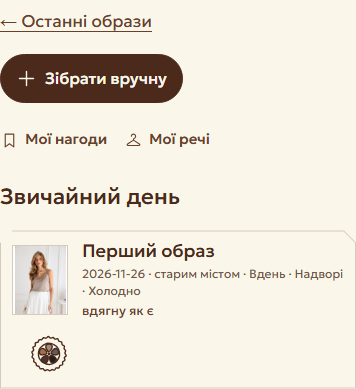 ← Останні образи
Зібрати вручну
Мої нагоди Мої речі
Звичайний день
Перший образ
2026-11-26 · старим містом · Вдень · Надворі
· Холодно
вдягну як є